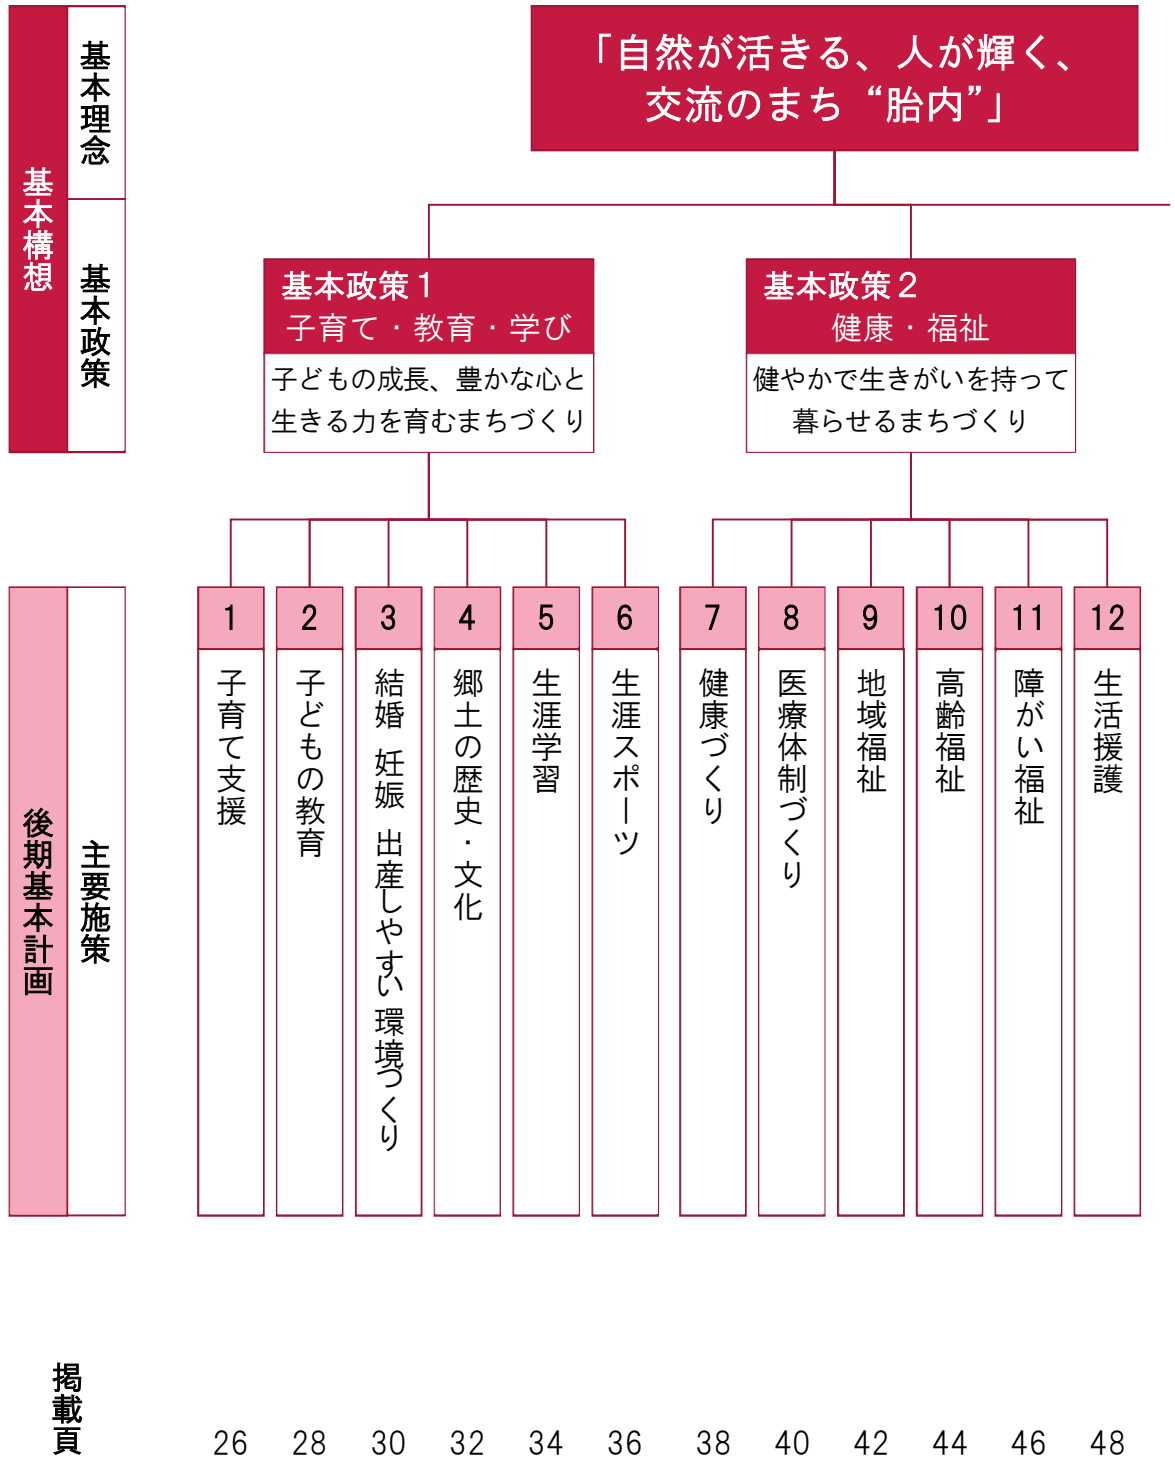 基本構想
基本理念
「自然が活きる、人が輝く、
交流のまち“胎内”」
基本政策
基本政策１
子育て・教育・学び
子どもの成長、豊かな心と
生きる力を育むまちづくり
基本政策２
健康・福祉
健やかで生きがいを持って
暮らせるまちづくり
後期基本計画
主要施策
1
子育て支援
2
子どもの教育
3
結婚 妊娠 出産しやすい環境づくり
4
郷土の歴史・文化
5
生涯学習
6
生涯スポーツ
7
健康づくり
8
医療体制づくり
9
地域福祉
10
高齢福祉
11
障がい福祉
12
生活援護
掲載頁
26 28 30 32 34 36 38 40 42 44 46 48